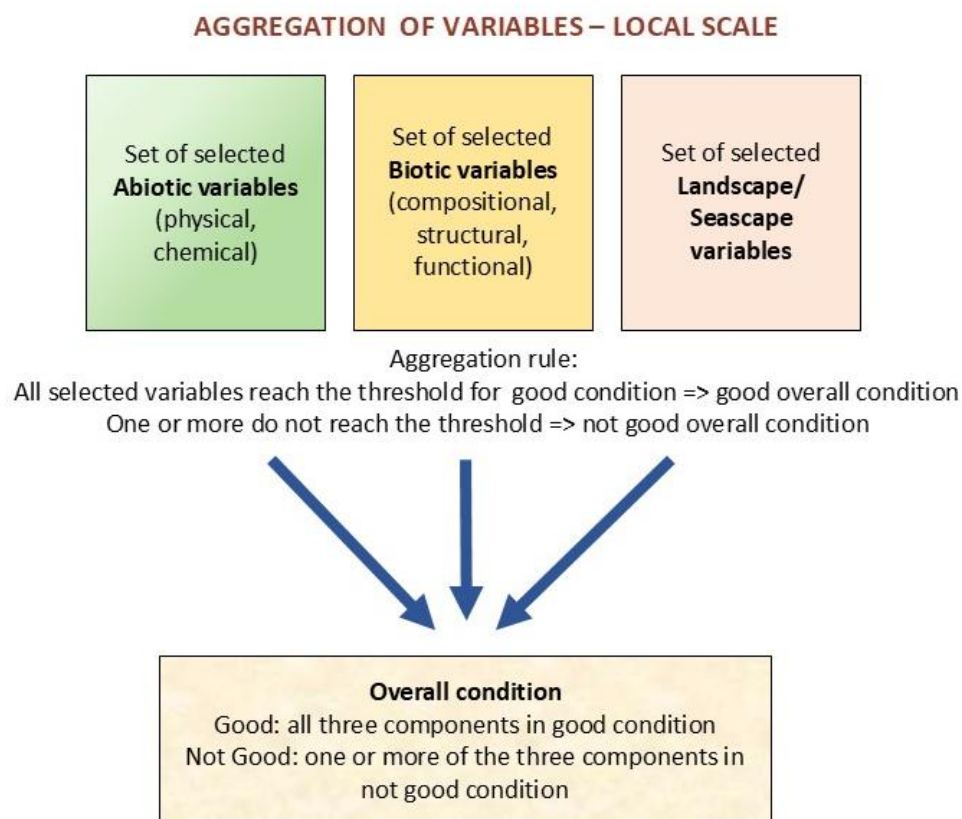 AGGREGATION OF VARIABLES – LOCAL SCALE
Set of selected
Abiotic variables
(physical,
chemical)
Set of selected
Biotic variables
(compositional,
structural,
functional)
Set of selected
Landscape/
Seascape
variables
Aggregation rule:
All selected variables reach the threshold for good condition => good overall condition
One or more do not reach the threshold => not good overall condition
Overall condition
Good: all three components in good condition
Not Good: one or more of the three components in
not good condition